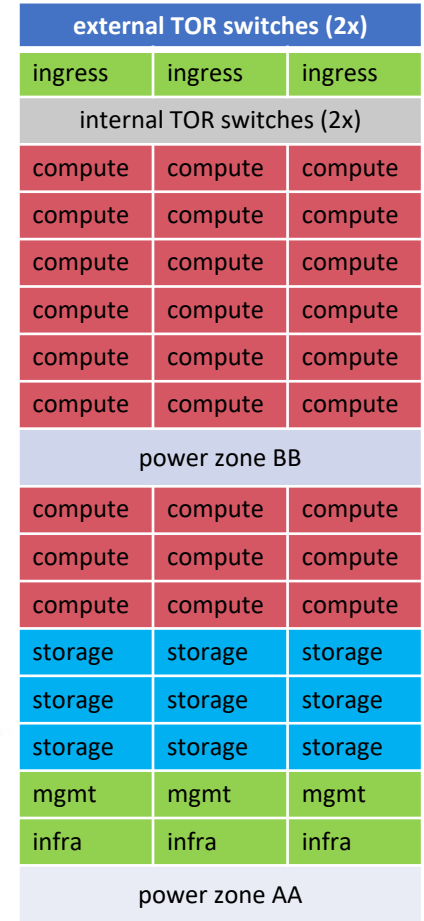 external TOR switches (2x)
ingress ingress ingress
internal TOR switches (2x)
compute compute compute
compute compute compute
compute compute compute
compute compute compute
compute compute compute
compute compute compute
power zone BB
compute compute compute
compute compute compute
compute compute compute
storage storage storage
storage storage storage
storage storage storage
mgmt mgmt mgmt
infra infra infra
power zone AA